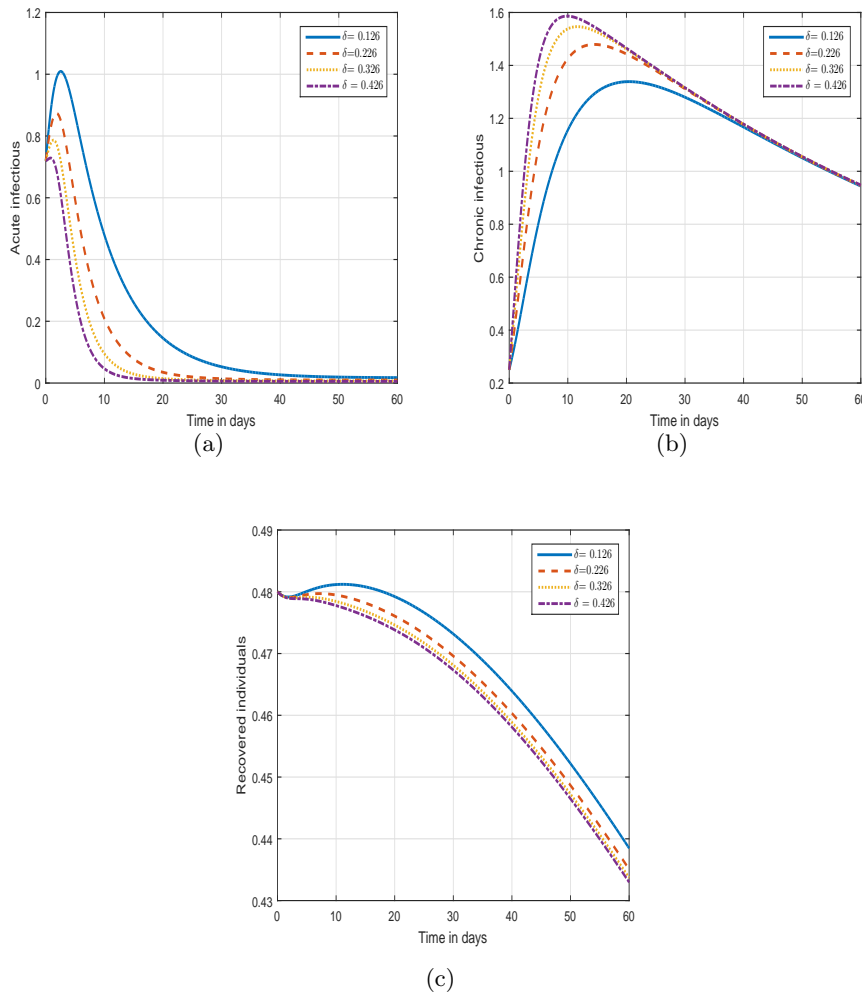 1.2
1
0.8
0.6
0.4
0.2
0
0 10 20 30 40 50 60
Acute infectious
Time in days
δ= 0.126
δ=0.226
δ= 0.326
δ = 0.426
(a)
1.6
1.4
1.2
1
0.8
0.6
0.4
0.2
0 10 20 30 40 50 60
Chronic infectious
Time in days
δ= 0.126
δ=0.226
δ= 0.326
δ = 0.426
(b)
0.49
0.48
0.47
0.46
0.45
0.44
0.43
0 10 20 30 40 50 60
Recovered individuals
Time in days
δ= 0.126
δ=0.226
δ= 0.326
δ = 0.426
(c)